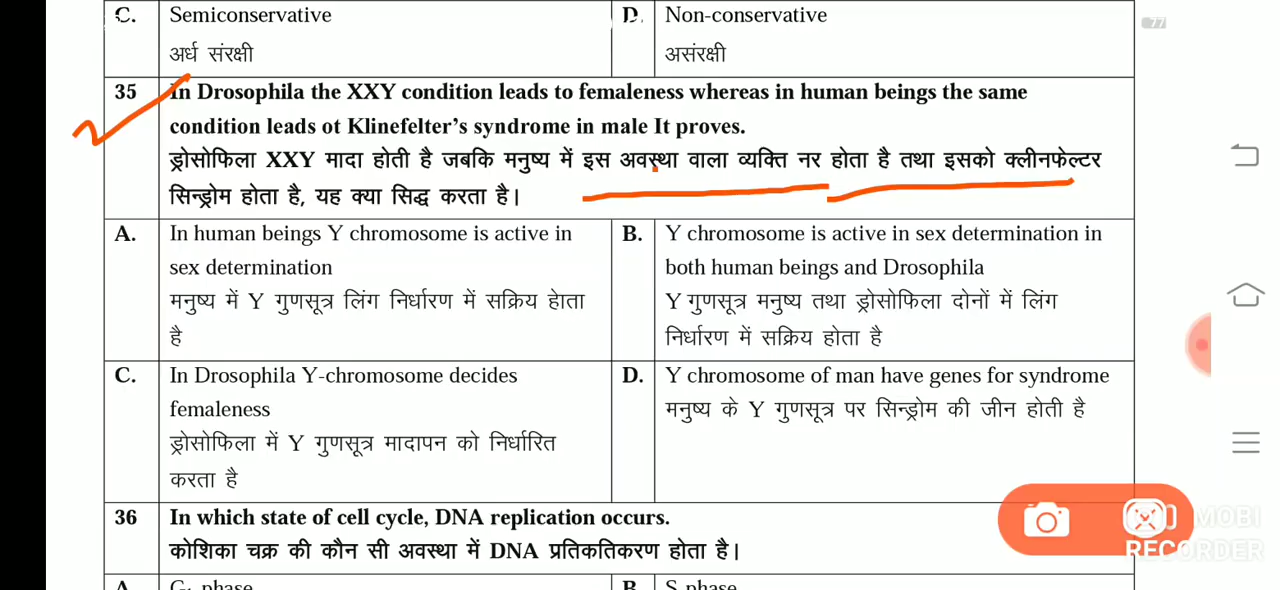 C. Semiconservative D. Non-conservative
अर्ध संरक्षी असंरक्षी
35 In Drosophila the XXY condition leads to femaleness whereas in human beings the same
condition leads ot Klinefelter's syndrome in male It proves.
ड्रोसोफिला XXY मादा होती है जबकि मनुष्य में इस अवस्था वाला व्यक्ति नर होता है तथा इसको क्लीनफेल्टर
सिन्ड्रोम होता है, यह क्या सिद्ध करता है।
A. In human beings Y chromosome is active in
sex determination
मनुष्य में Y गुणसूत्र लिंग निर्धारण में सक्रिय होता
है
B. Y chromosome is active in sex determination in
both human beings and Drosophila
Y गुणसूत्र मनुष्य तथा ड्रोसोफिला दोनों में लिंग
निर्धारण में सक्रिय होता है
C. In Drosophila Y-chromosome decides
femaleness
ड्रोसोफिला में Y गुणसूत्र मादापन को निर्धारित
करता है
D. Y chromosome of man have genes for syndrome
मनुष्य के Y गुणसूत्र पर सिन्ड्रोम की जीन होती है
36 In which state of cell cycle, DNA replication occurs.
कोशिका चक्र की कौन सी अवस्था में DNA प्रतिकतिकरण होता है।
A. G₁ phase B. S phase
77
MOBI
RECORDER